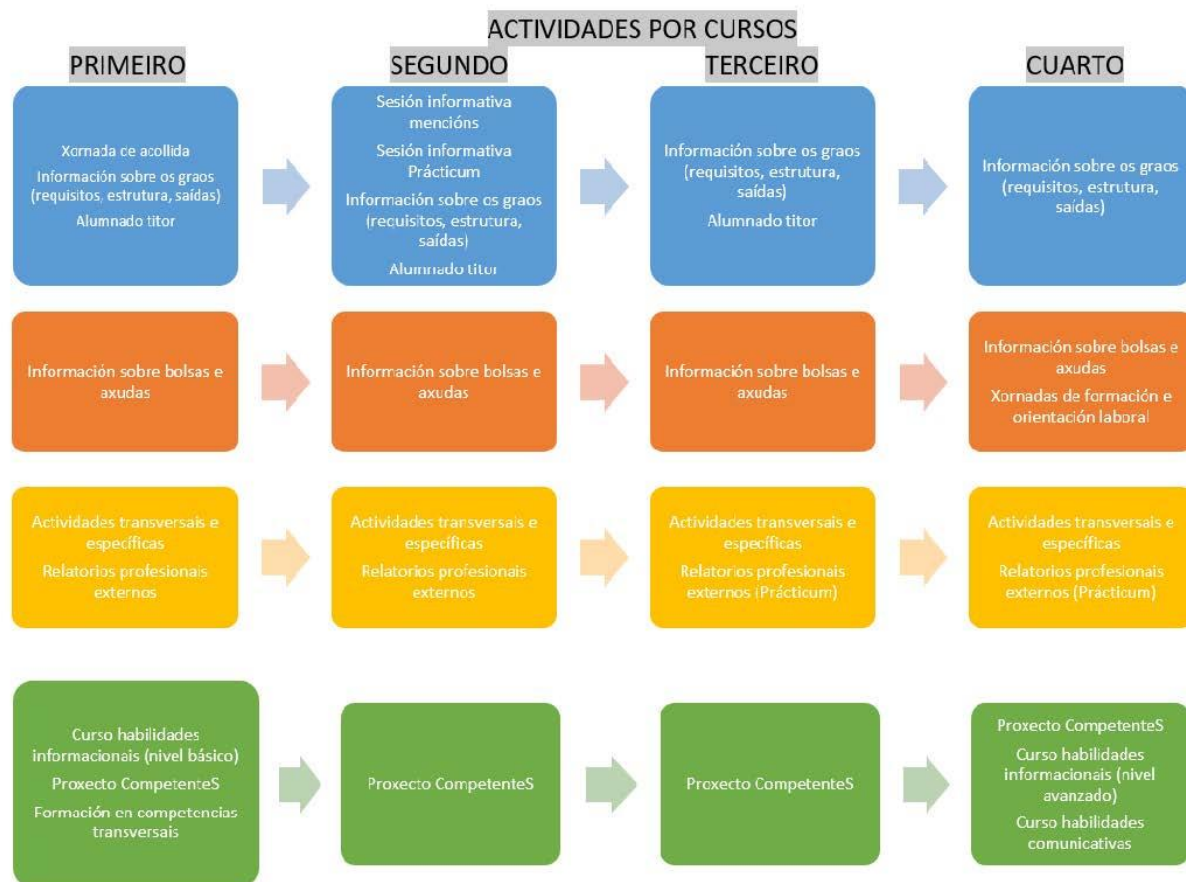 ACTIVIDADES POR CURSOS
PRIMEIRO
SEGUNDO
TERCEIRO
CUARTO
Xornada de acollida
Información sobre os graos
(requisitos, estrutura, saídas)
Alumnado titor
Sesión informativa
mencións
Sesión informativa
Prácticum
Información sobre os graos
(requisitos, estrutura,
saídas)
Alumnado titor
Información sobre os graos
(requisitos, estrutura,
saídas)
Alumnado titor
Información sobre os graos
(requisitos, estrutura,
saídas)
Información sobre bolsas e
axudas
Información sobre bolsas e
axudas
Información sobre bolsas e
axudas
Información sobre bolsas e
axudas
Xornadas de formación e
orientación laboral
Actividades transversais e
específicas
Relatorios profesionais
externos
Actividades transversais e
específicas
Relatorios profesionais
externos
Actividades transversais e
específicas
Relatorios profesionais
externos (Prácticum)
Actividades transversais e
específicas
Relatorios profesionais
externos (Prácticum)
Curso habilidades
informacionais (nivel básico)
Proxecto CompetenteS
Formación en competencias
transversais
Proxecto CompetenteS
Proxecto CompetenteS
Proxecto CompetenteS
Curso habilidades
informacionais (nivel
avanzado)
Curso habilidades
comunicativas